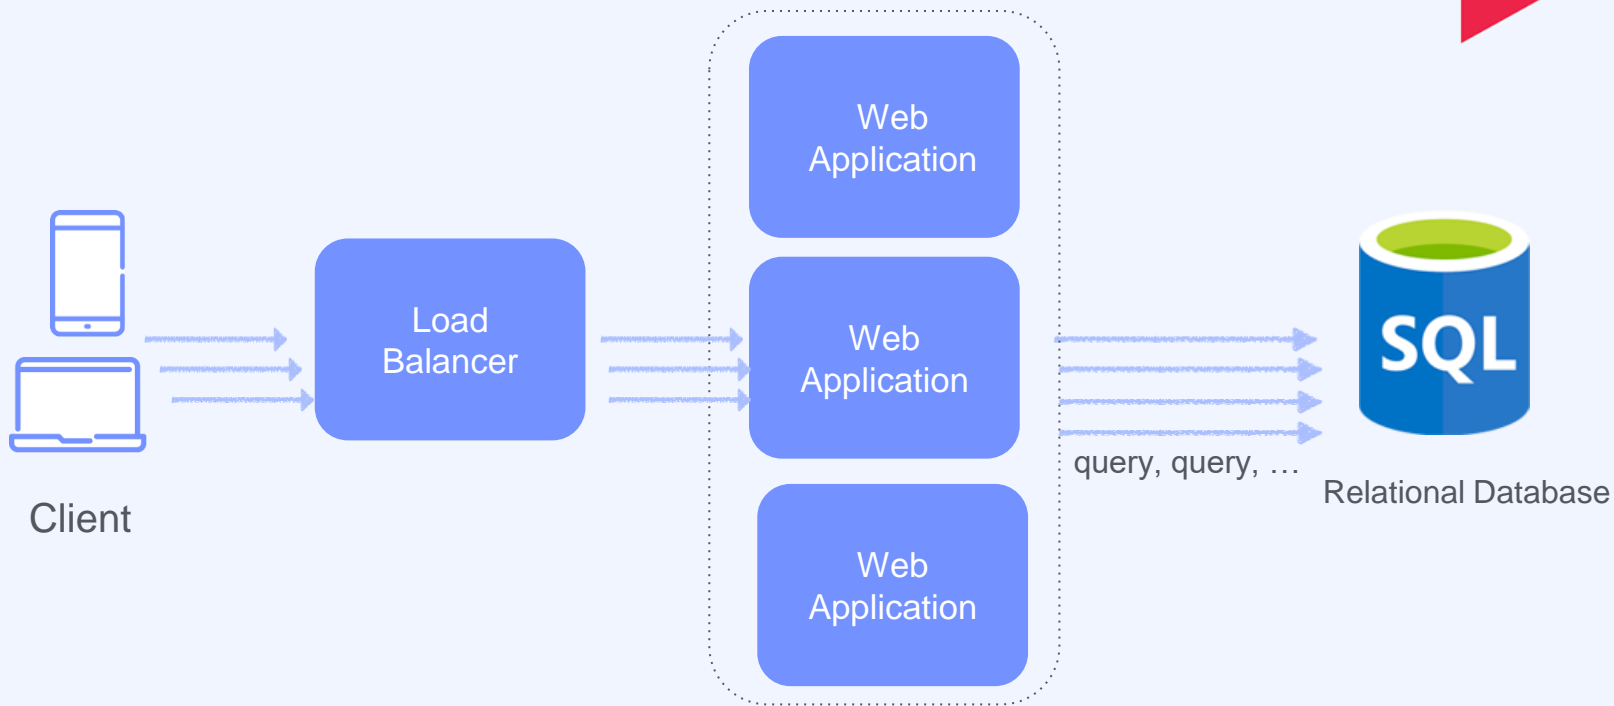 Client
Load
Balancer
Web
Application
Web
Application
Web
Application
query, query, …
SQL
Relational Database